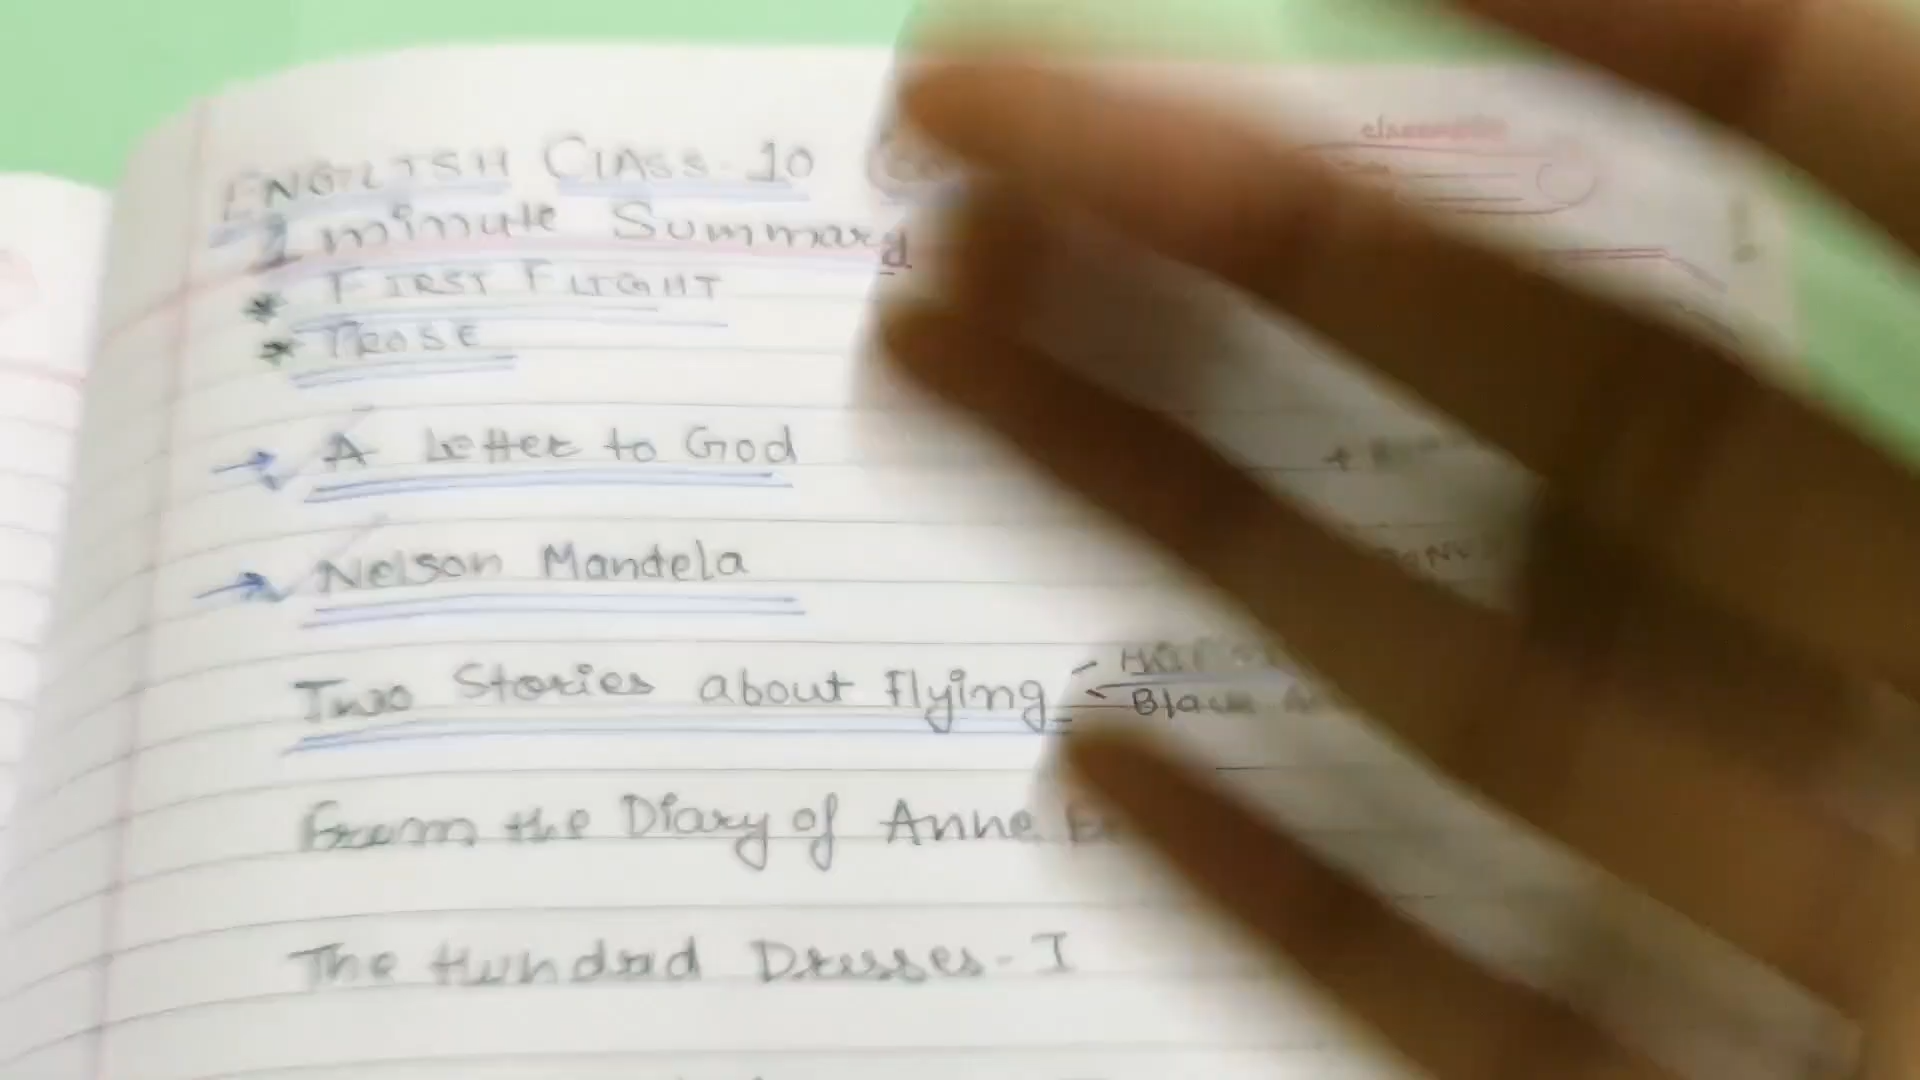 classmate
ENGLISH CLASS-10
1 minute Summary
* FIRST FLIGHT
* PROSE
→ A Letter to God
→ Nelson Mandela
Two Stories about Flying
Black
From the Diary of Anne
The Hundred Dresses-I